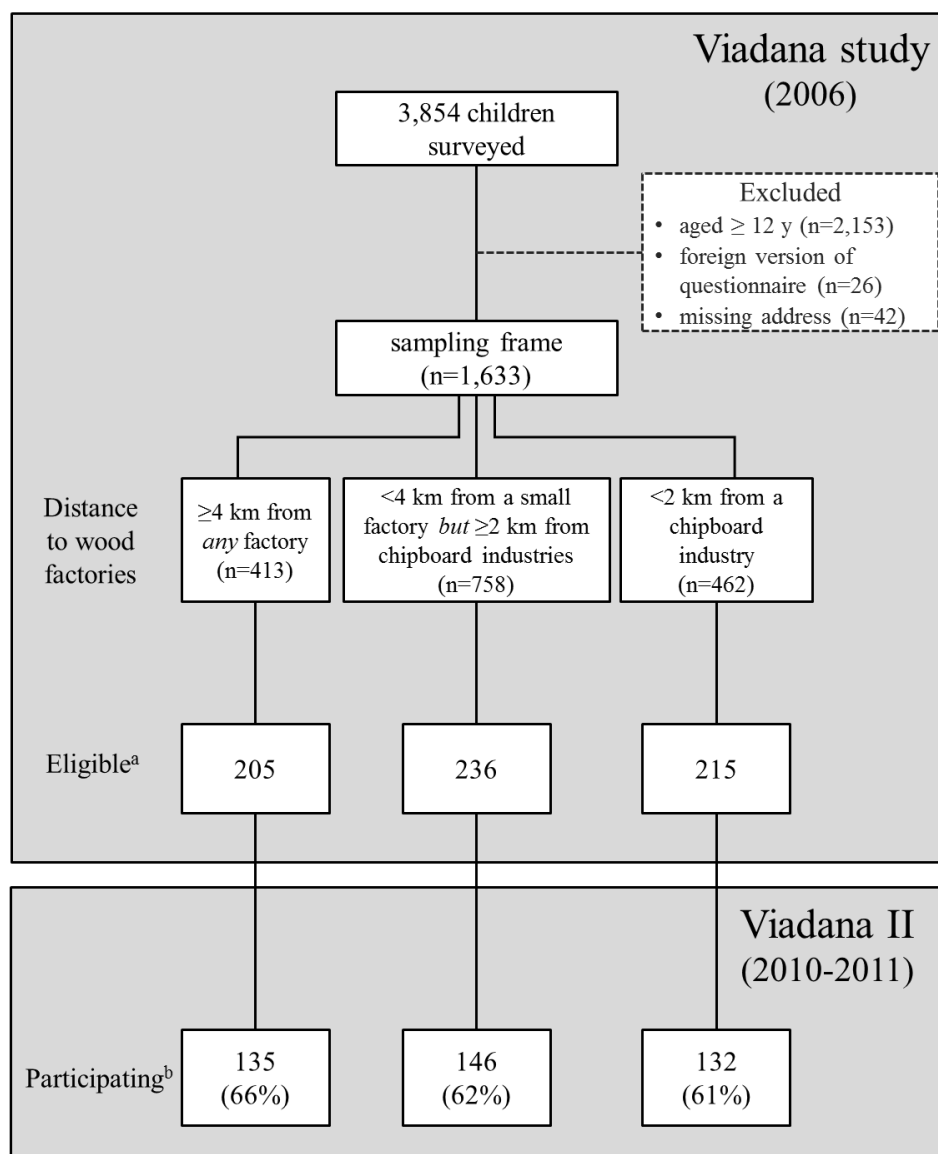 Viadana study
(2006)
3,854 children
surveyed
Excluded
• aged ≥ 12 y (n=2,153)
• foreign version of
questionnaire (n=26)
• missing address (n=42)
sampling frame
(n=1,633)
Distance
to wood
factories
≥4 km from
any factory
(n=413)
<4 km from a small
factory but ≥2 km from
chipboard industries
(n=758)
<2 km from a
chipboard
industry
(n=462)
Eligibleᵃ
205
236
215
Viadana II
(2010-2011)
Participatingᵇ
135
(66%)
146
(62%)
132
(61%)